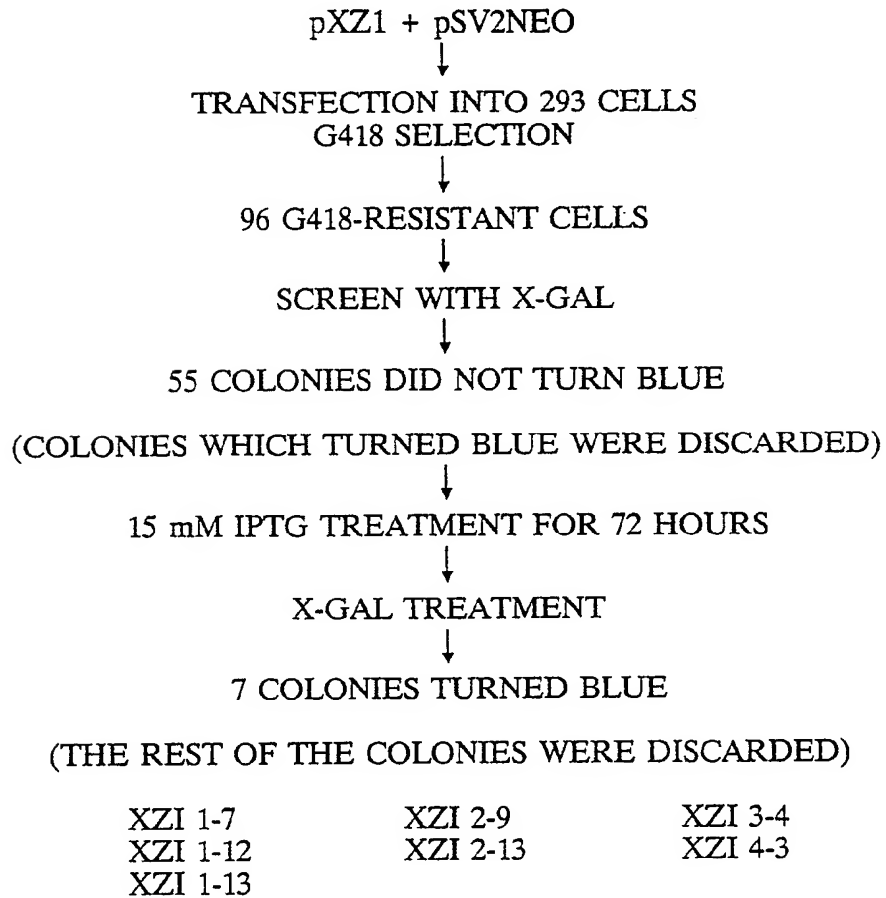 pXZ1 + pSV2NEO
TRANSFECTION INTO 293 CELLS
G418 SELECTION
96 G418-RESISTANT CELLS
SCREEN WITH X-GAL
55 COLONIES DID NOT TURN BLUE
(COLONIES WHICH TURNED BLUE WERE DISCARDED)
15 mM IPTG TREATMENT FOR 72 HOURS
X-GAL TREATMENT
7 COLONIES TURNED BLUE
(THE REST OF THE COLONIES WERE DISCARDED)
XZI 1-7 XZI 2-9 XZI 3-4
XZI 1-12 XZI 2-13 XZI 4-3
XZI 1-13